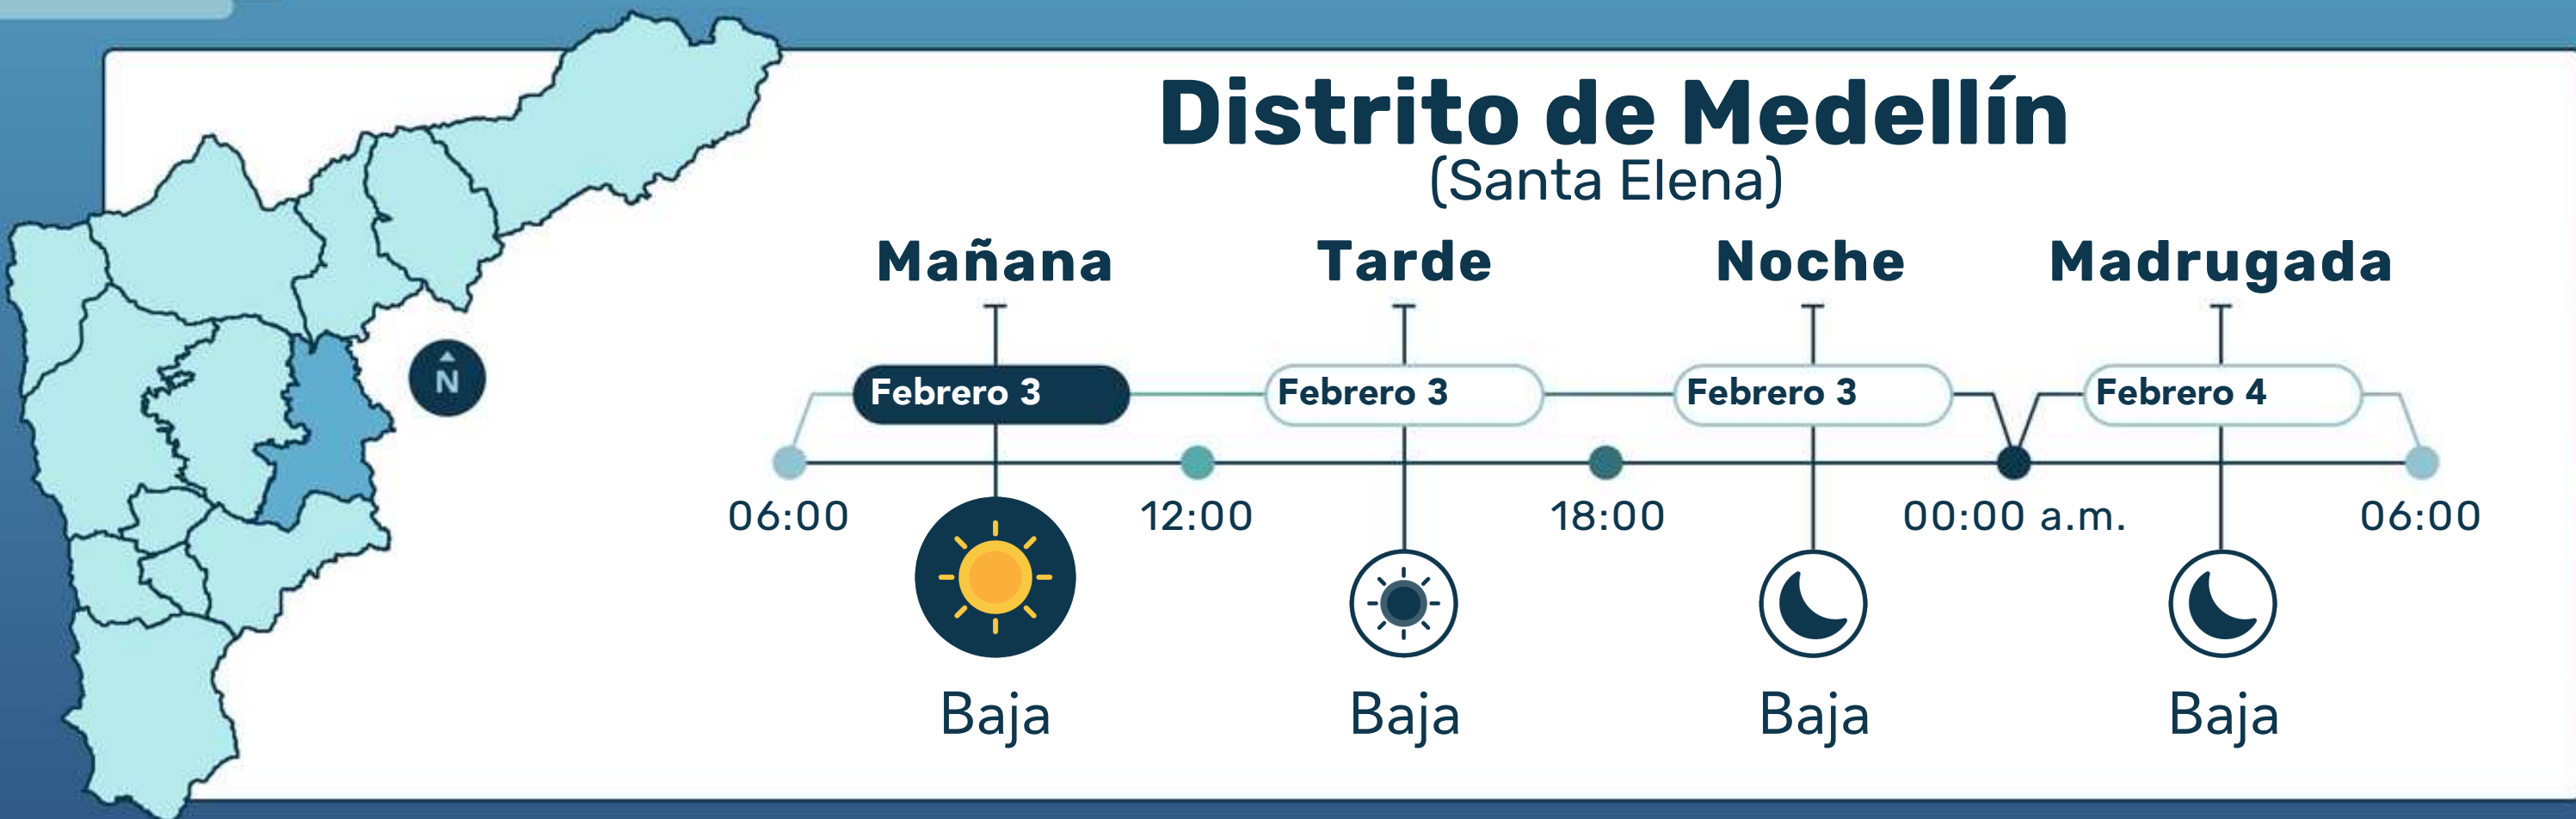 Distrito de Medellín
(Santa Elena)
Mañana Tarde Noche Madrugada
N
Febrero 3 Febrero 3 Febrero 3 Febrero 4
06:00 12:00 18:00 00:00 a.m. 06:00
Baja Baja Baja Baja